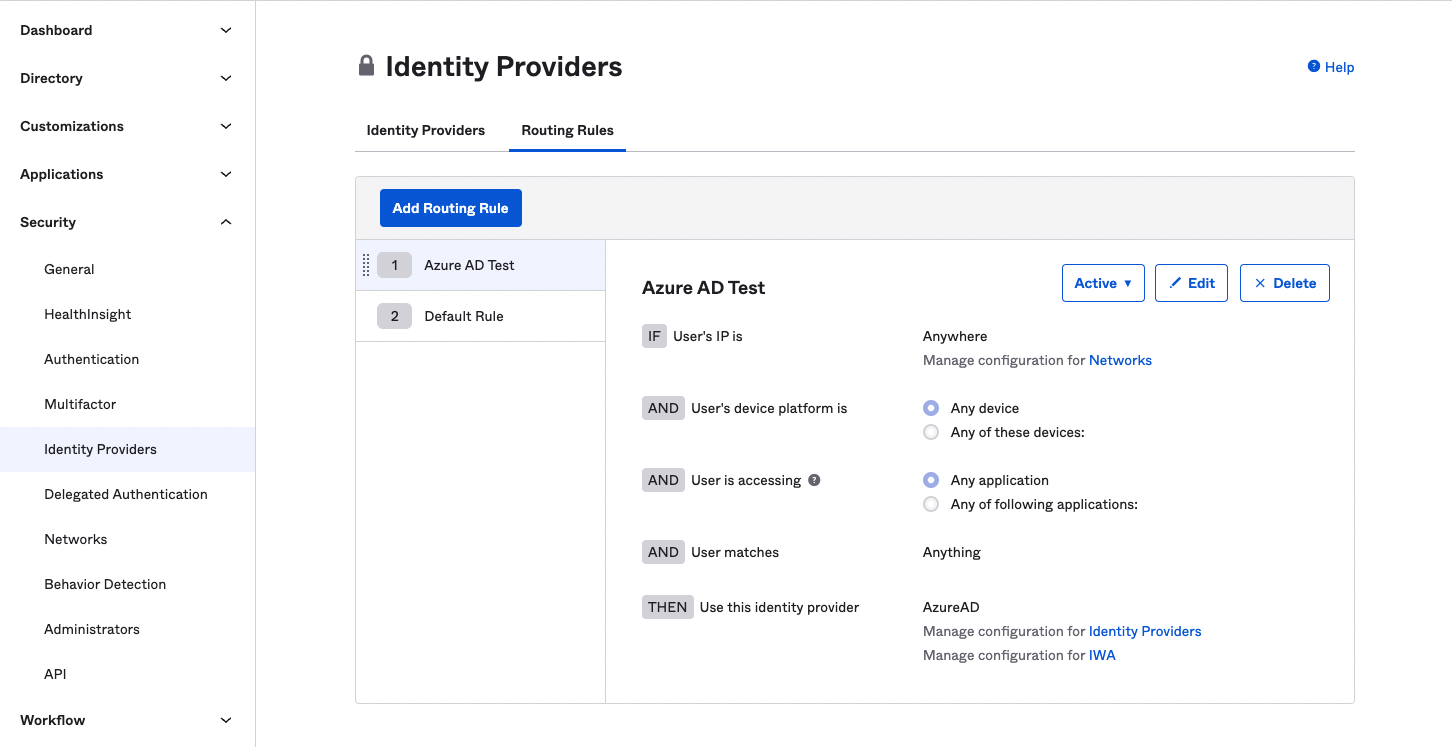 Dashboard
Directory
Customizations
Applications
Security
General
HealthInsight
Authentication
Multifactor
Identity Providers
Delegated Authentication
Networks
Behavior Detection
Administrators
API
Workflow
Identity Providers
? Help
Identity Providers Routing Rules
Add Routing Rule
1 Azure AD Test
2 Default Rule
Azure AD Test
Active ▼ Edit × Delete
IF User's IP is Anywhere
Manage configuration for Networks
AND User's device platform is Any device
Any of these devices:
AND User is accessing ? Any application
Any of following applications:
AND User matches Anything
THEN Use this identity provider AzureAD
Manage configuration for Identity Providers
Manage configuration for IWA